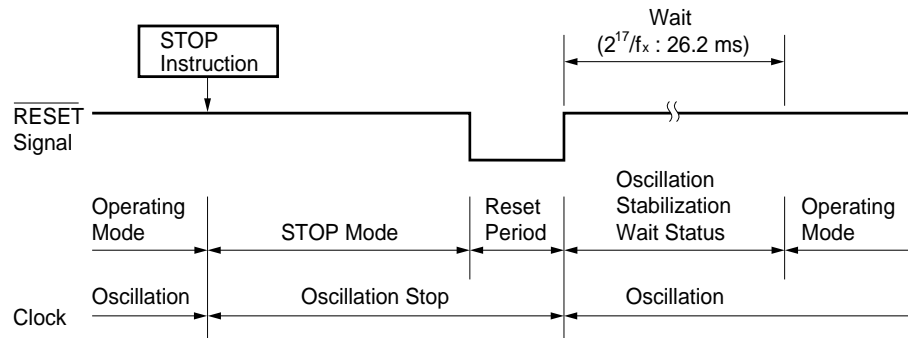 Wait
(2¹⁷/fx : 26.2 ms)
STOP
Instruction
RESET
Signal
Operating
Mode
STOP Mode
Reset
Period
Oscillation
Stabilization
Wait Status
Operating
Mode
Clock
Oscillation
Oscillation Stop
Oscillation